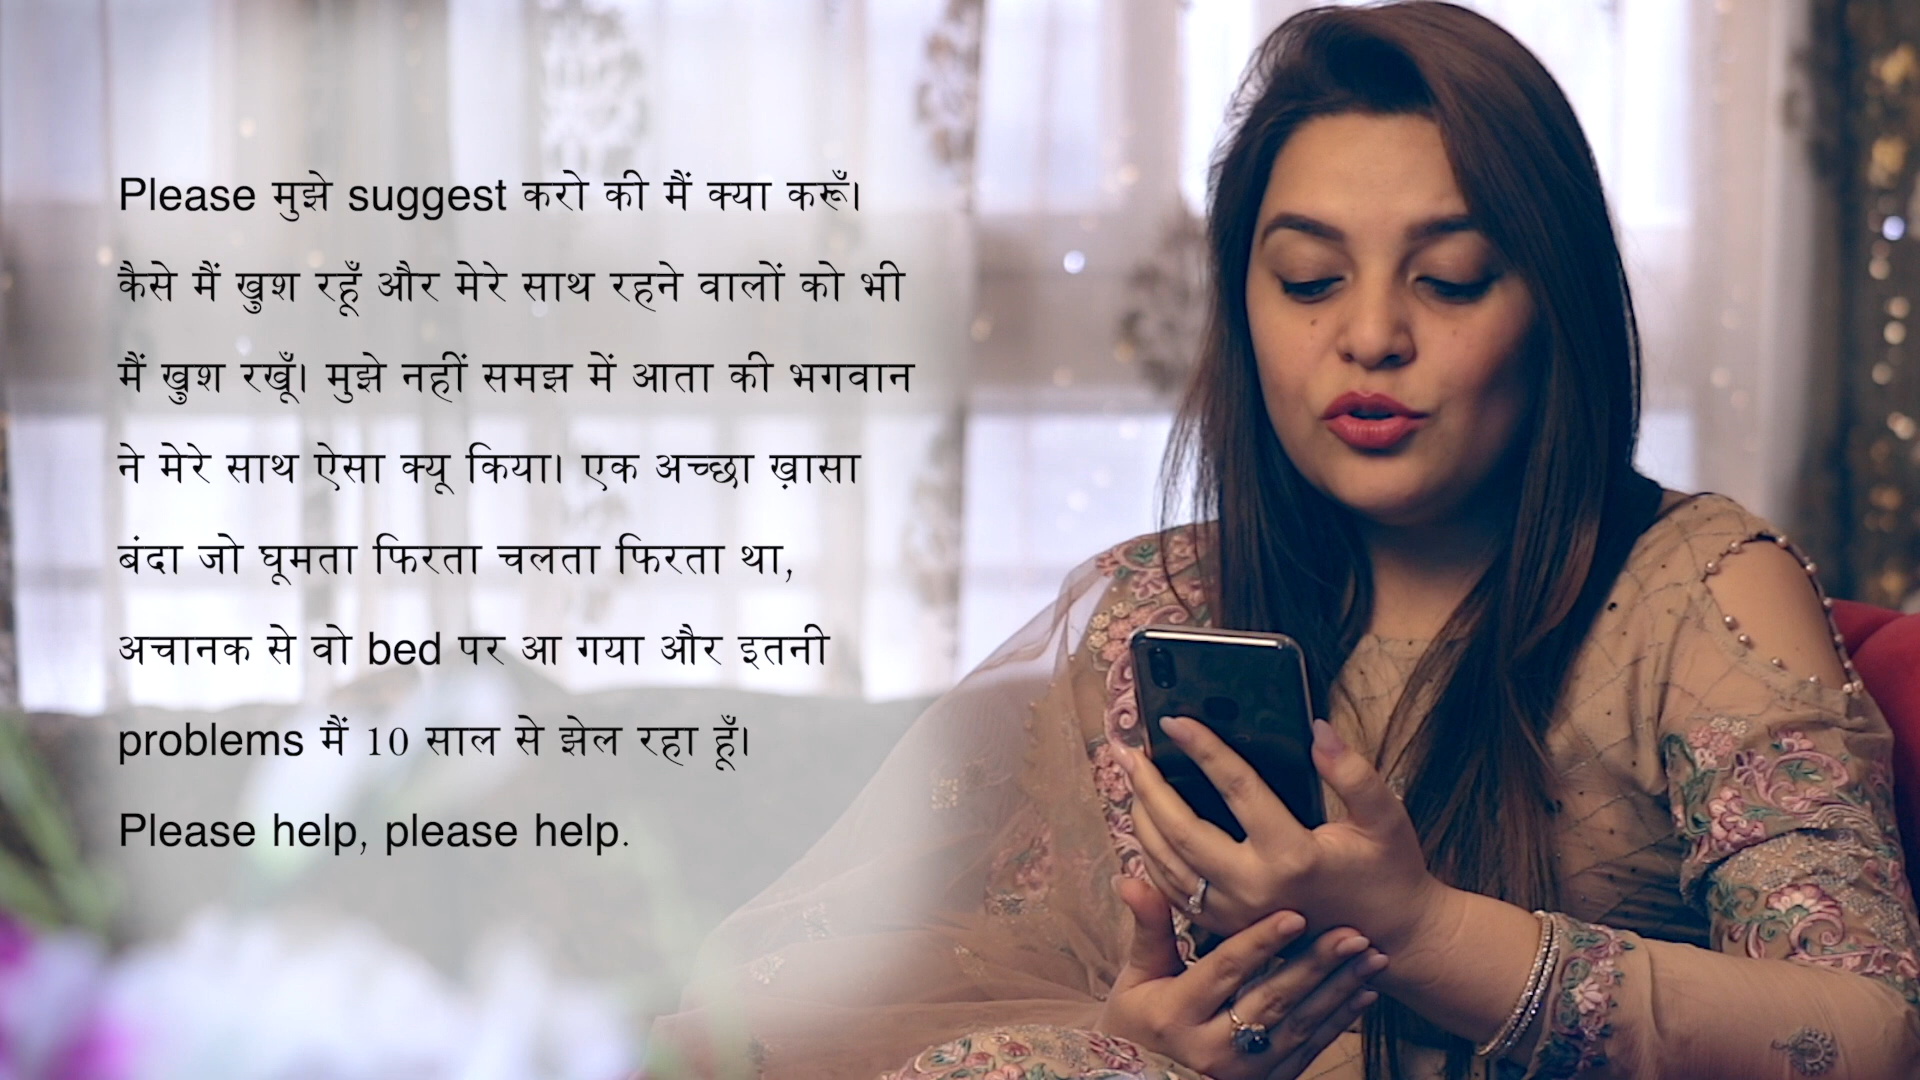 Please मुझे suggest करो की मैं क्या करूँ।
कैसे मैं खुश रहूँ और मेरे साथ रहने वालों को भी
मैं खुश रखूँ। मुझे नहीं समझ में आता की भगवान
ने मेरे साथ ऐसा क्यू किया। एक अच्छा ख़ासा
बंदा जो घूमता फिरता चलता फिरता था,
अचानक से वो bed पर आ गया और इतनी
problems मैं 10 साल से झेल रहा हूँ।
Please help, please help.